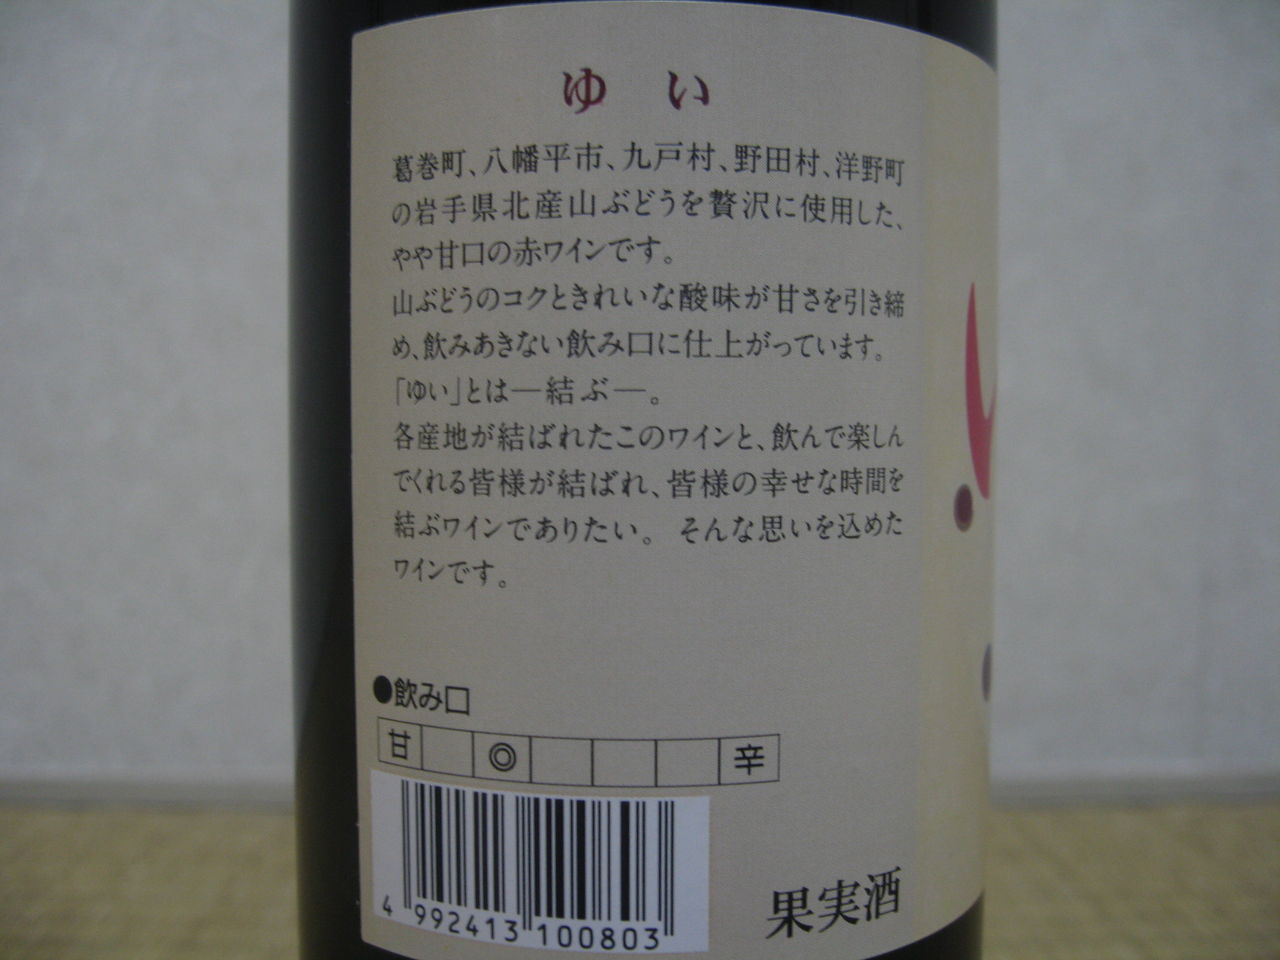 ゆい
葛巻町、八幡平市、九戸村、野田村、洋野町
の岩手県北産山ぶどうを贅沢に使用した、
やや甘口の赤ワインです。
山ぶどうのコクときれいな酸味が甘さを引き締
め、飲みあきない飲み口に仕上がっています。
「ゆい」とは―結ぶ―。
各産地が結ばれたこのワインと、飲んで楽しん
でくれる皆様が結ばれ、皆様の幸せな時間を
結ぶワインでありたい。 そんな思いを込めた
ワインです。
●飲み口
甘 ◎ 辛
4 992413 100803
果実酒